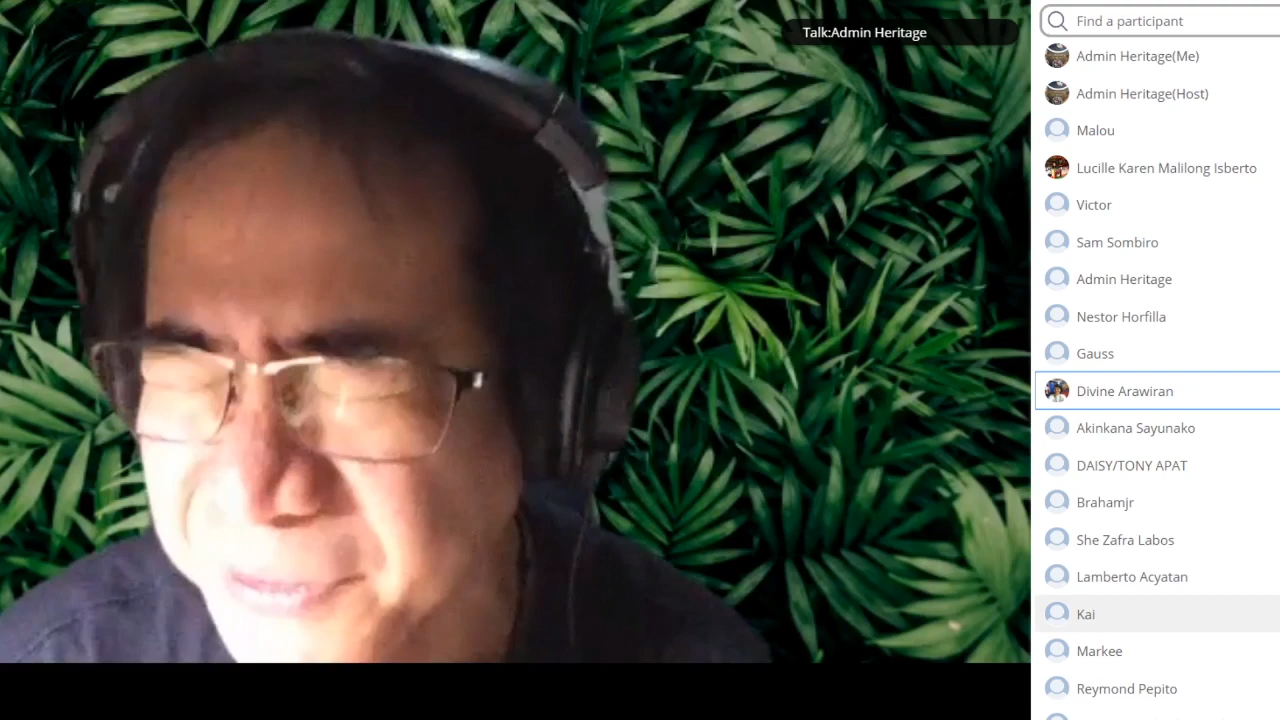 Talk:Admin Heritage
Find a participant
Admin Heritage(Me)
Admin Heritage(Host)
Malou
Lucille Karen Malilong Isberto
Victor
Sam Sombiro
Admin Heritage
Nestor Horfilla
Gauss
Divine Arawiran
Akinkana Sayunako
DAISY/TONY APAT
Brahamjr
She Zafra Labos
Lamberto Acyatan
Kai
Markee
Reymond Pepito